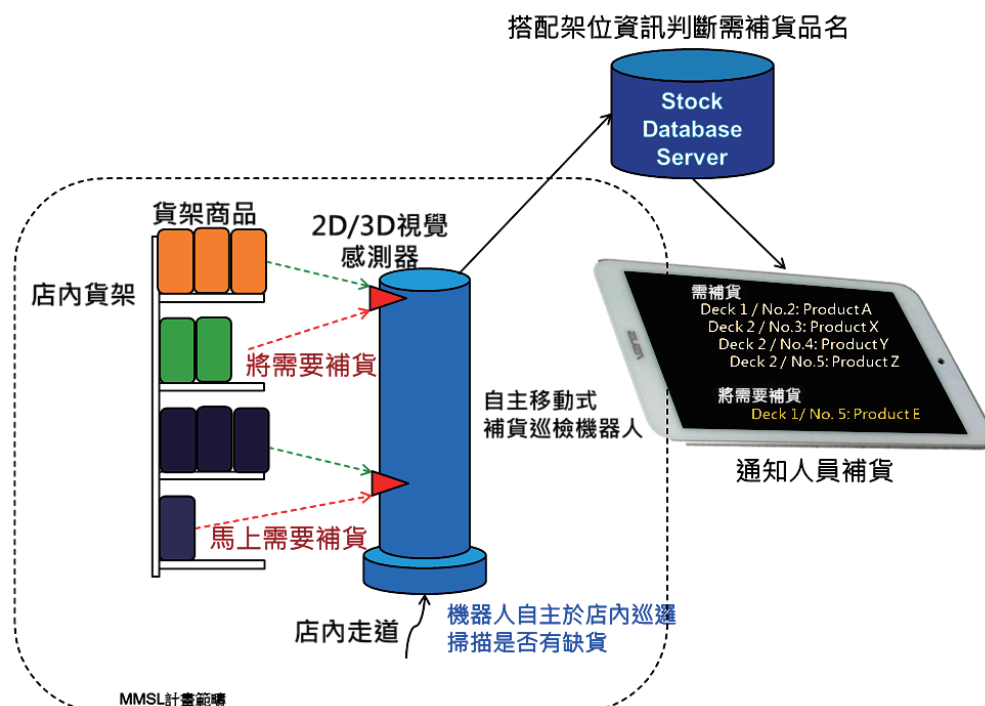 搭配架位資訊判斷需補貨品名
Stock
Database
Server
貨架商品
2D/3D視覺
感測器
店內貨架
將需要補貨
自主移動式
補貨巡檢機器人
馬上需要補貨
需補貨
Deck 1 / No.2: Product A
Deck 2 / No.3: Product X
Deck 2 / No.4: Product Y
Deck 2 / No.5: Product Z
將需要補貨
Deck 1/ No. 5: Product E
通知人員補貨
店內走道
機器人自主於店內巡邏
掃描是否有缺貨
MMSL計畫範疇